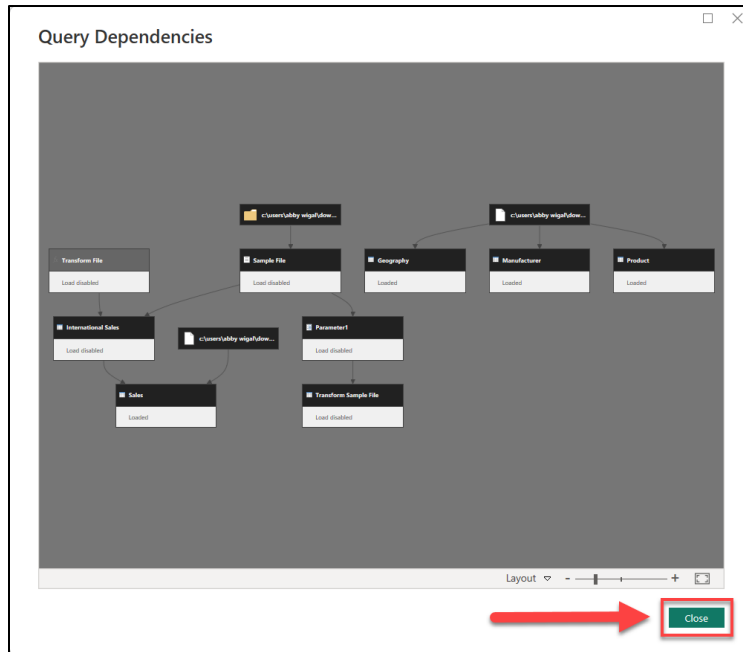 Query Dependencies
c:\users\abby wigal\dow...
c:\users\abby wigal\dow...
Transform File
Load disabled
Sample File
Load disabled
Geography
Loaded
Manufacturer
Loaded
Product
Loaded
International Sales
Load disabled
c:\users\abby wigal\dow...
Parameter1
Load disabled
Sales
Loaded
Transform Sample File
Load disabled
Layout
Close